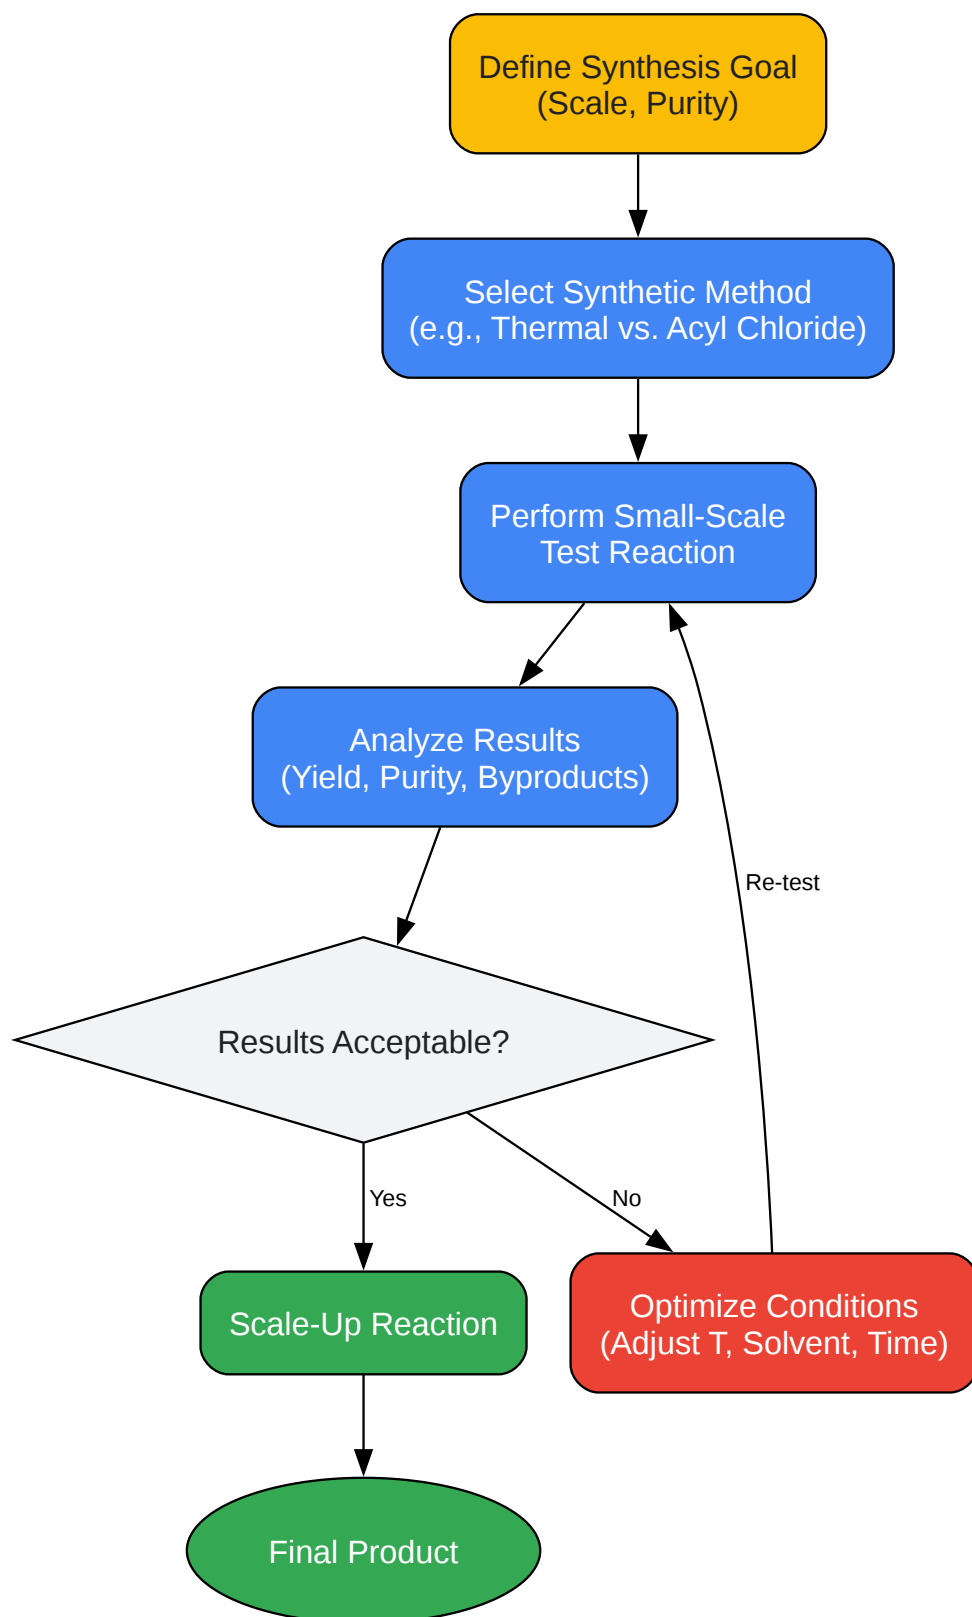 Define Synthesis Goal
(Scale, Purity)
Select Synthetic Method
(e.g., Thermal vs. Acyl Chloride)
Perform Small-Scale
Test Reaction
Analyze Results
(Yield, Purity, Byproducts)
Re-test
Results Acceptable?
Yes
No
Scale-Up Reaction
Optimize Conditions
(Adjust T, Solvent, Time)
Final Product